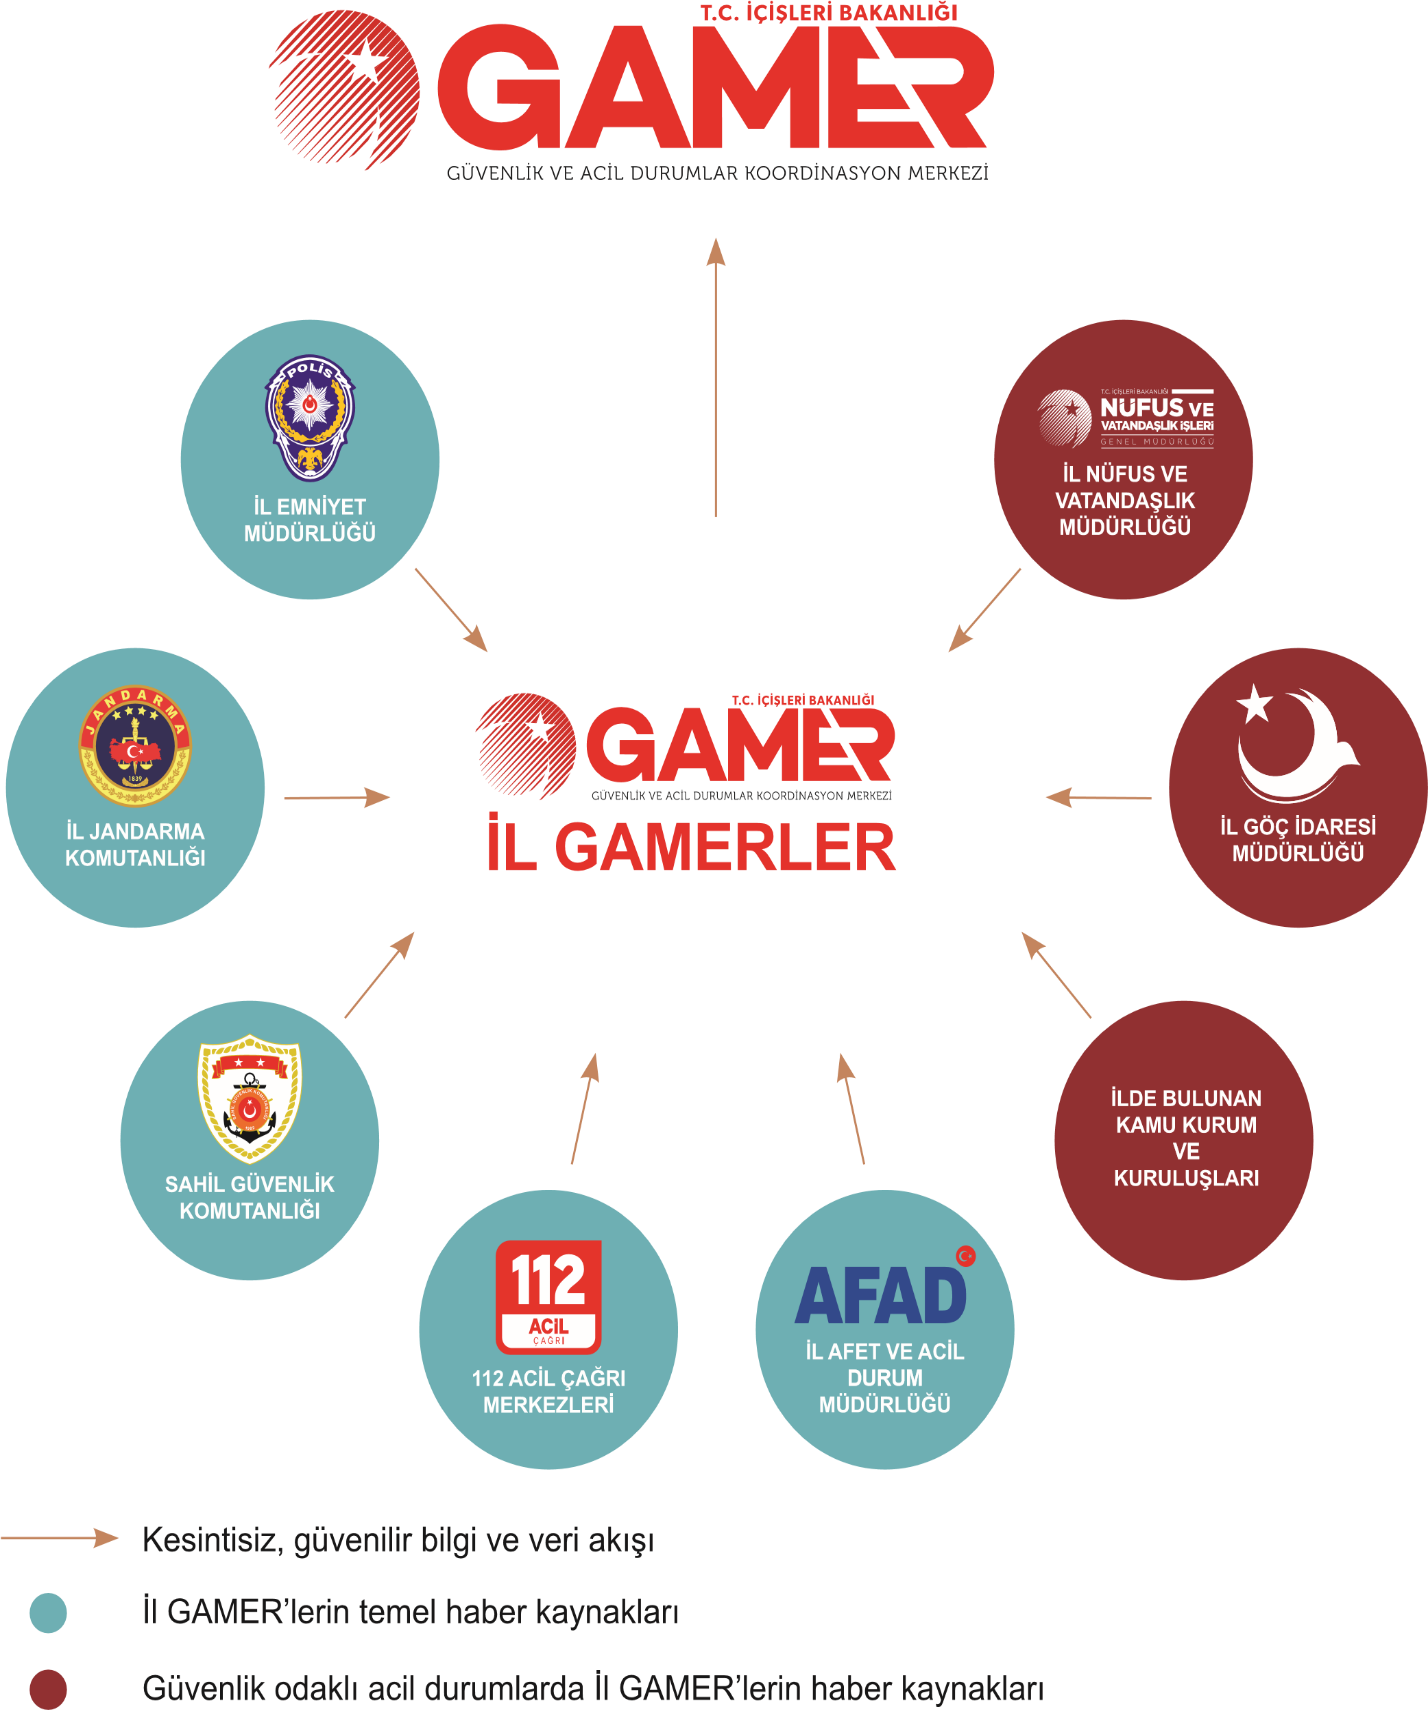 T.C. İÇİŞLERİ BAKANLIĞI
GAMER
GÜVENLİK VE ACİL DURUMLAR KOORDİNASYON MERKEZİ
POLİS
İL EMNİYET
MÜDÜRLÜĞÜ
T.C. İÇİŞLERİ BAKANLIĞI
NÜFUS VE
VATANDAŞLIK İŞLERİ
GENEL MÜDÜRLÜĞÜ
İL NÜFUS VE
VATANDAŞLIK
MÜDÜRLÜĞÜ
JANDARMA
1839
İL JANDARMA
KOMUTANLIĞI
T.C. İÇİŞLERİ BAKANLIĞI
GAMER
GÜVENLİK VE ACİL DURUMLAR KOORDİNASYON MERKEZİ
İL GAMERLER
İL GÖÇ İDARESİ
MÜDÜRLÜĞÜ
SAHİL GÜVENLİK
KOMUTANLIĞI
İLDE BULUNAN
KAMU KURUM
VE
KURULUŞLARI
112
ACİL
ÇAĞRI
112 ACİL ÇAĞRI
MERKEZLERİ
AFAD
İL AFET VE ACİL
DURUM
MÜDÜRLÜĞÜ
Kesintisiz, güvenilir bilgi ve veri akışı
İl GAMER'lerin temel haber kaynakları
Güvenlik odaklı acil durumlarda İl GAMER'lerin haber kaynakları